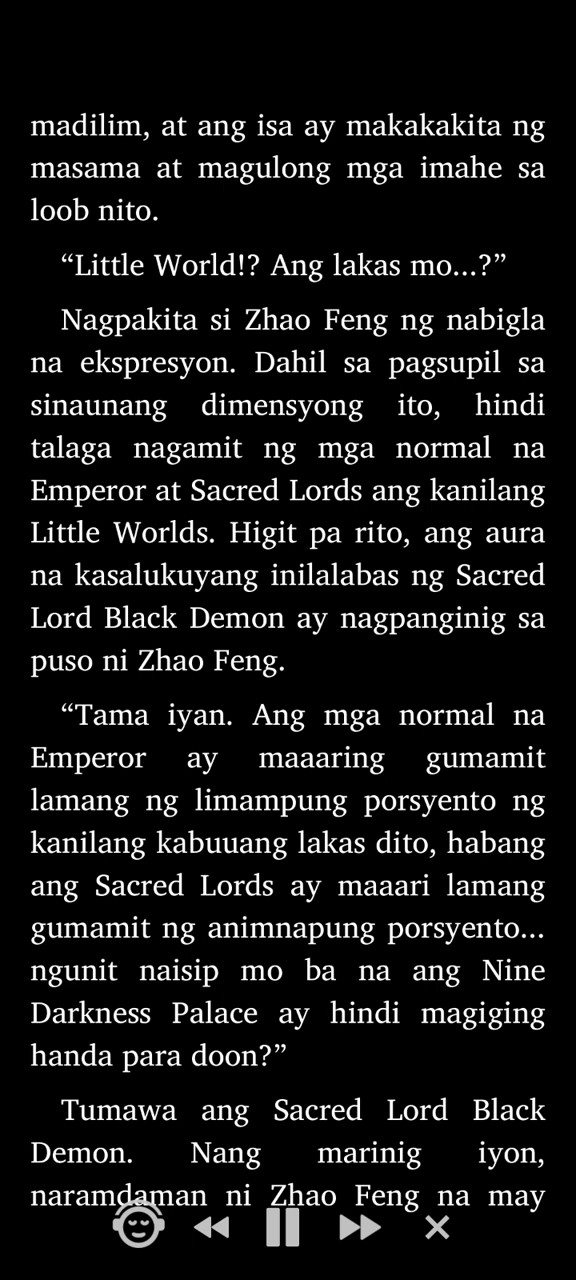 madilim, at ang isa ay makakakita ng
masama at magulong mga imahe sa
loob nito.
“Little World!? Ang lakas mo...?”
Nagpakita si Zhao Feng ng nabigla
na ekspresyon. Dahil sa pagsupil sa
sinaunang dimensyong ito, hindi
talaga nagamit ng mga normal na
Emperor at Sacred Lords ang kanilang
Little Worlds. Higit pa rito, ang aura
na kasalukuyang inilalabas ng Sacred
Lord Black Demon ay nagpanginig sa
puso ni Zhao Feng.
“Tama iyan. Ang mga normal na
Emperor ay maaaring gumamit
lamang ng limampung porsyento ng
kanilang kabuuang lakas dito, habang
ang Sacred Lords ay maaari lamang
gumamit ng animnapung porsyento...
ngunit naisip mo ba na ang Nine
Darkness Palace ay hindi magiging
handa para doon?”
Tumawa ang Sacred Lord Black
Demon. Nang marinig iyon,
naramdaman ni Zhao Feng na may